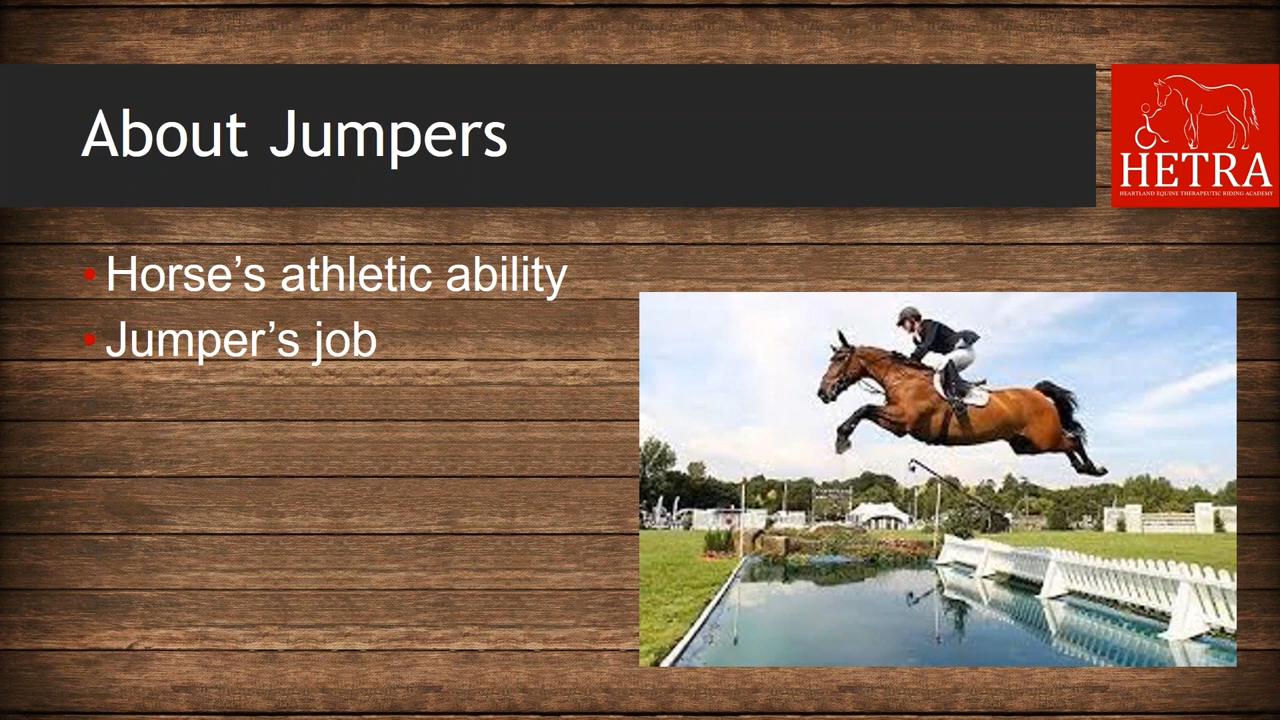 About Jumpers
HETRA
HEARTLAND EQUINE THERAPEUTIC RIDING ACADEMY
• Horse’s athletic ability
• Jumper’s job